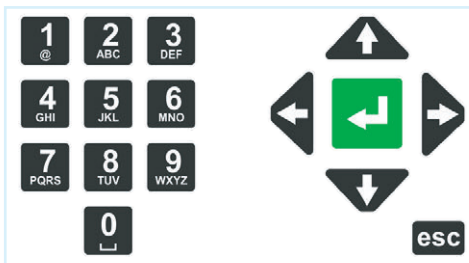 1 2 3
@ ABC DEF
4 5 6
GHI JKL MNO
7 8 9
PQRS TUV WXYZ
0
esc